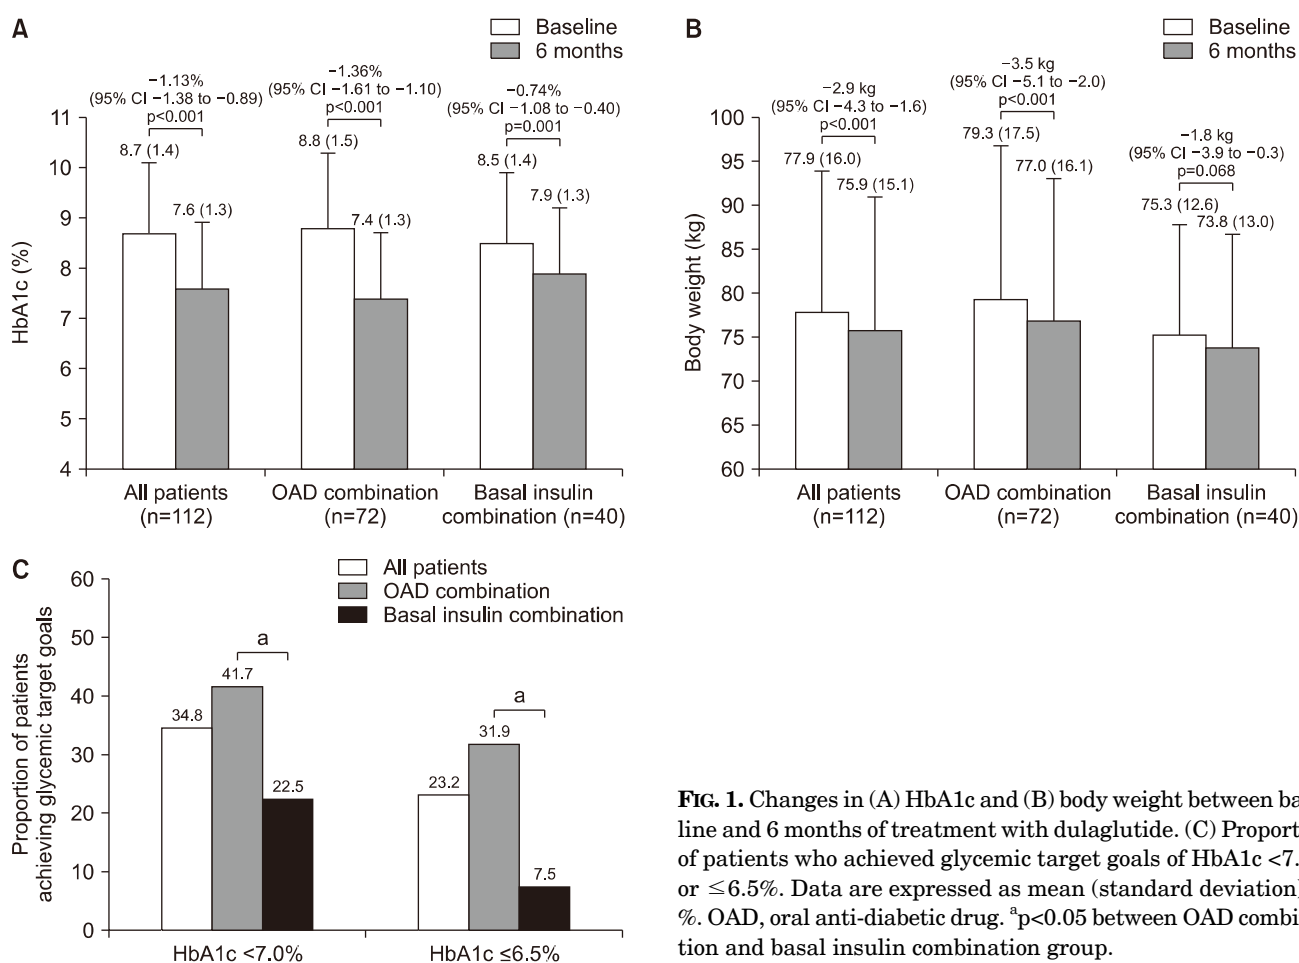 A
Baseline
6 months
−1.13%
(95% CI −1.38 to −0.89)
p<0.001
−1.36%
(95% CI −1.61 to −1.10)
p<0.001
−0.74%
(95% CI −1.08 to −0.40)
p=0.001
8.7 (1.4)
7.6 (1.3)
8.8 (1.5)
7.4 (1.3)
8.5 (1.4)
7.9 (1.3)
HbA1c (%)
11
10
9
8
7
6
5
4
All patients
(n=112)
OAD combination
(n=72)
Basal insulin
combination (n=40)
B
Baseline
6 months
−2.9 kg
(95% CI −4.3 to −1.6)
p<0.001
−3.5 kg
(95% CI −5.1 to −2.0)
p<0.001
−1.8 kg
(95% CI −3.9 to −0.3)
p=0.068
77.9 (16.0)
75.9 (15.1)
79.3 (17.5)
77.0 (16.1)
75.3 (12.6)
73.8 (13.0)
Body weight (kg)
100
95
90
85
80
75
70
65
60
All patients
(n=112)
OAD combination
(n=72)
Basal insulin
combination (n=40)
C
All patients
OAD combination
Basal insulin combination
Proportion of patients
achieving glycemic target goals
60
50
40
30
20
10
0
a
34.8
41.7
22.5
a
23.2
31.9
7.5
HbA1c <7.0%
HbA1c ≤6.5%
FIG. 1. Changes in (A) HbA1c and (B) body weight between ba
line and 6 months of treatment with dulaglutide. (C) Proport
of patients who achieved glycemic target goals of HbA1c <7.
or ≤6.5%. Data are expressed as mean (standard deviation)
%. OAD, oral anti-diabetic drug. ᵃp<0.05 between OAD combi
tion and basal insulin combination group.